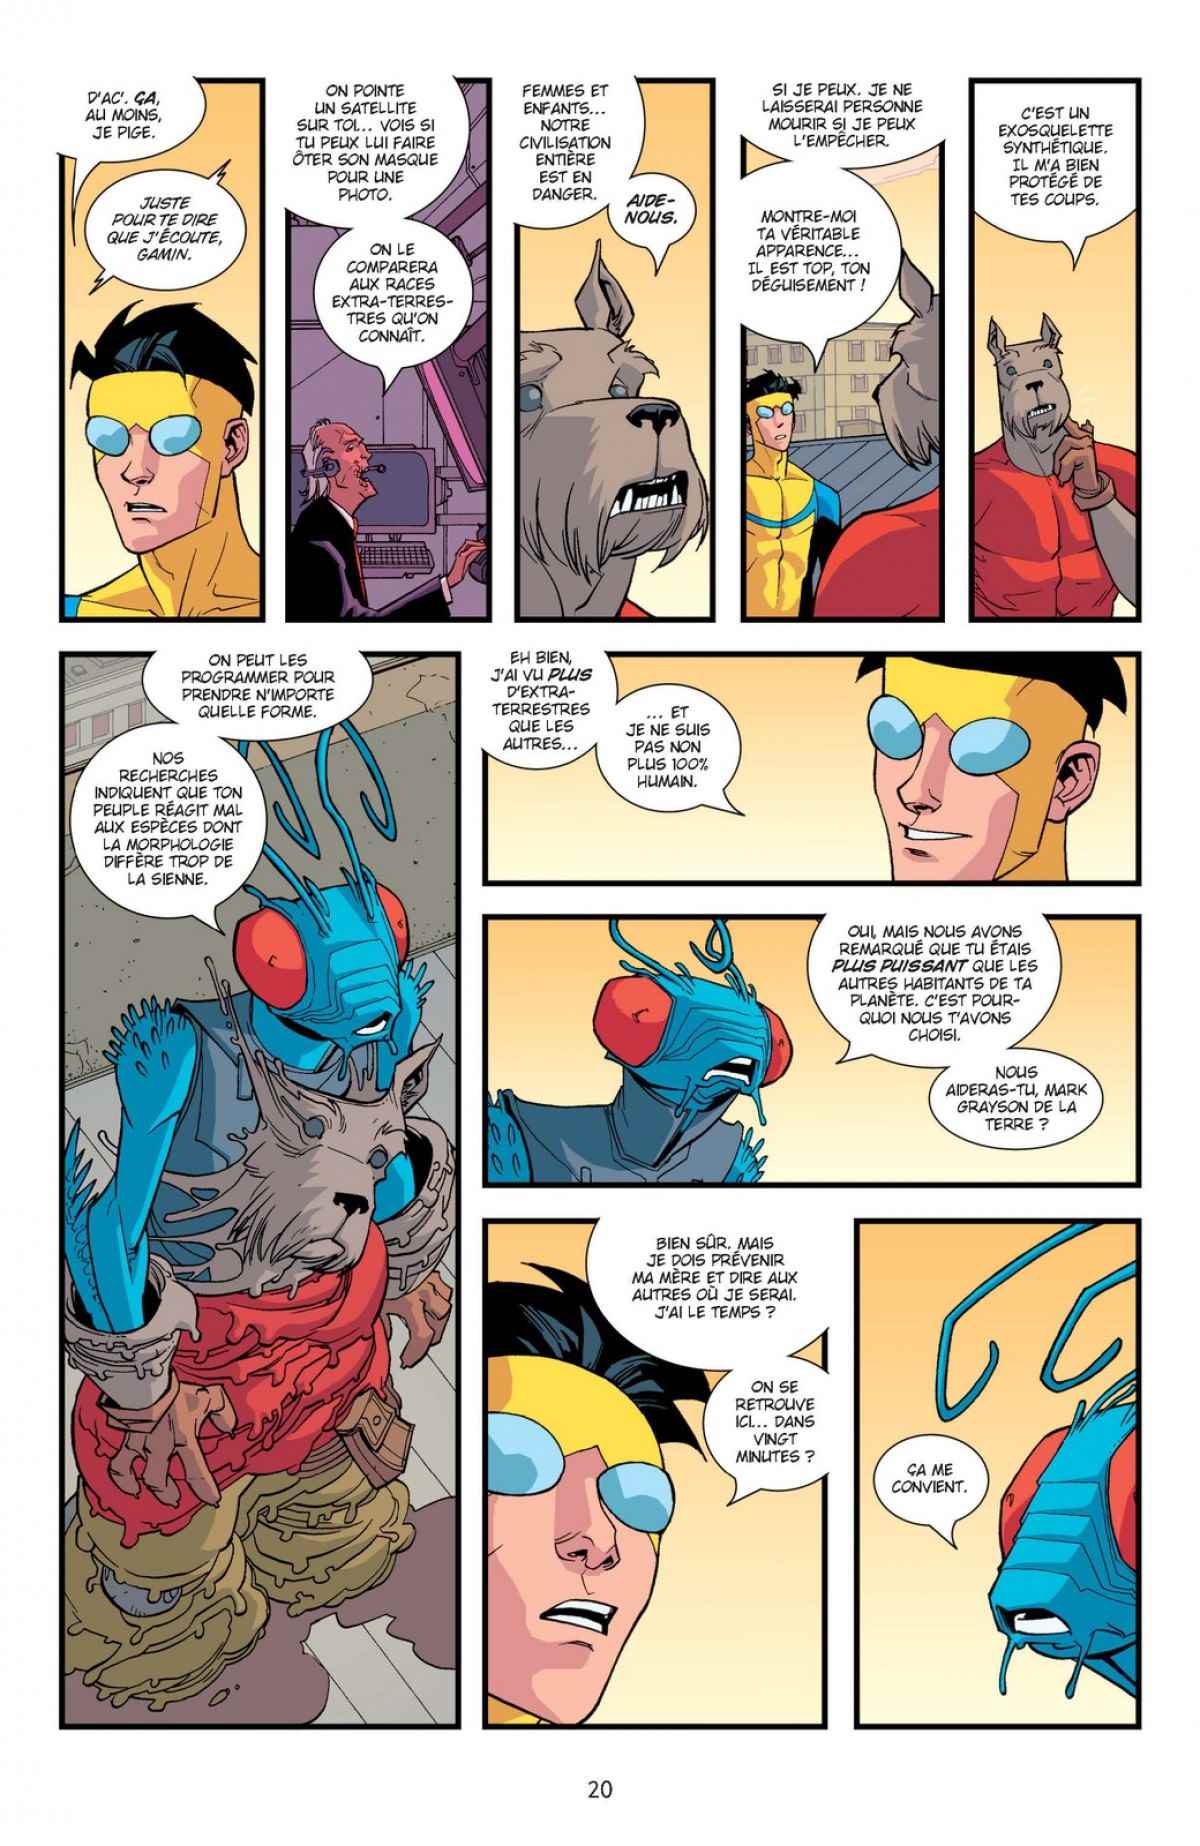 D'AC'. ÇA,
AU MOINS,
JE PIGE.
JUSTE
POUR TE DIRE
QUE J'ÉCOUTE,
GAMIN.
ON POINTE
UN SATELLITE
SUR TOI... VOIS SI
TU PEUX LUI FAIRE
ÔTER SON MASQUE
POUR UNE
PHOTO.
ON LE
COMPARERA
AUX RACES
EXTRA-TERRES-
TRES QU'ON
CONNAÎT.
FEMMES ET
ENFANTS...
NOTRE
CIVILISATION
ENTIÈRE
EST EN
DANGER.
AIDE-
NOUS.
SI JE PEUX. JE NE
LAISSERAI PERSONNE
MOURIR SI JE PEUX
L'EMPÊCHER.
MONTRE-MOI
TA VÉRITABLE
APPARENCE...
IL EST TOP, TON
DÉGUISEMENT !
C'EST UN
EXOSQUELETTE
SYNTHÉTIQUE.
IL M'A BIEN
PROTÉGÉ DE
TES COUPS.
ON PEUT LES
PROGRAMMER POUR
PRENDRE N'IMPORTE
QUELLE FORME.
NOS
RECHERCHES
INDIQUENT QUE TON
PEUPLE RÉAGIT MAL
AUX ESPÈCES DONT
LA MORPHOLOGIE
DIFFÈRE TROP DE
LA SIENNE.
EH BIEN,
J'AI VU PLUS
D'EXTRA-
TERRESTRES
QUE LES
AUTRES...
... ET
JE NE SUIS
PAS NON
PLUS 100%
HUMAIN.
OUI, MAIS NOUS AVONS
REMARQUÉ QUE TU ÉTAIS
PLUS PUISSANT QUE LES
AUTRES HABITANTS DE TA
PLANÈTE. C'EST POUR-
QUOI NOUS T'AVONS
CHOISI.
NOUS
AIDERAS-TU, MARK
GRAYSON DE LA
TERRE ?
BIEN SÛR. MAIS
JE DOIS PRÉVENIR
MA MÈRE ET DIRE AUX
AUTRES OÙ JE SERAI.
J'AI LE TEMPS ?
ON SE
RETROUVE
ICI... DANS
VINGT
MINUTES ?
ÇA ME
CONVIENT.
20